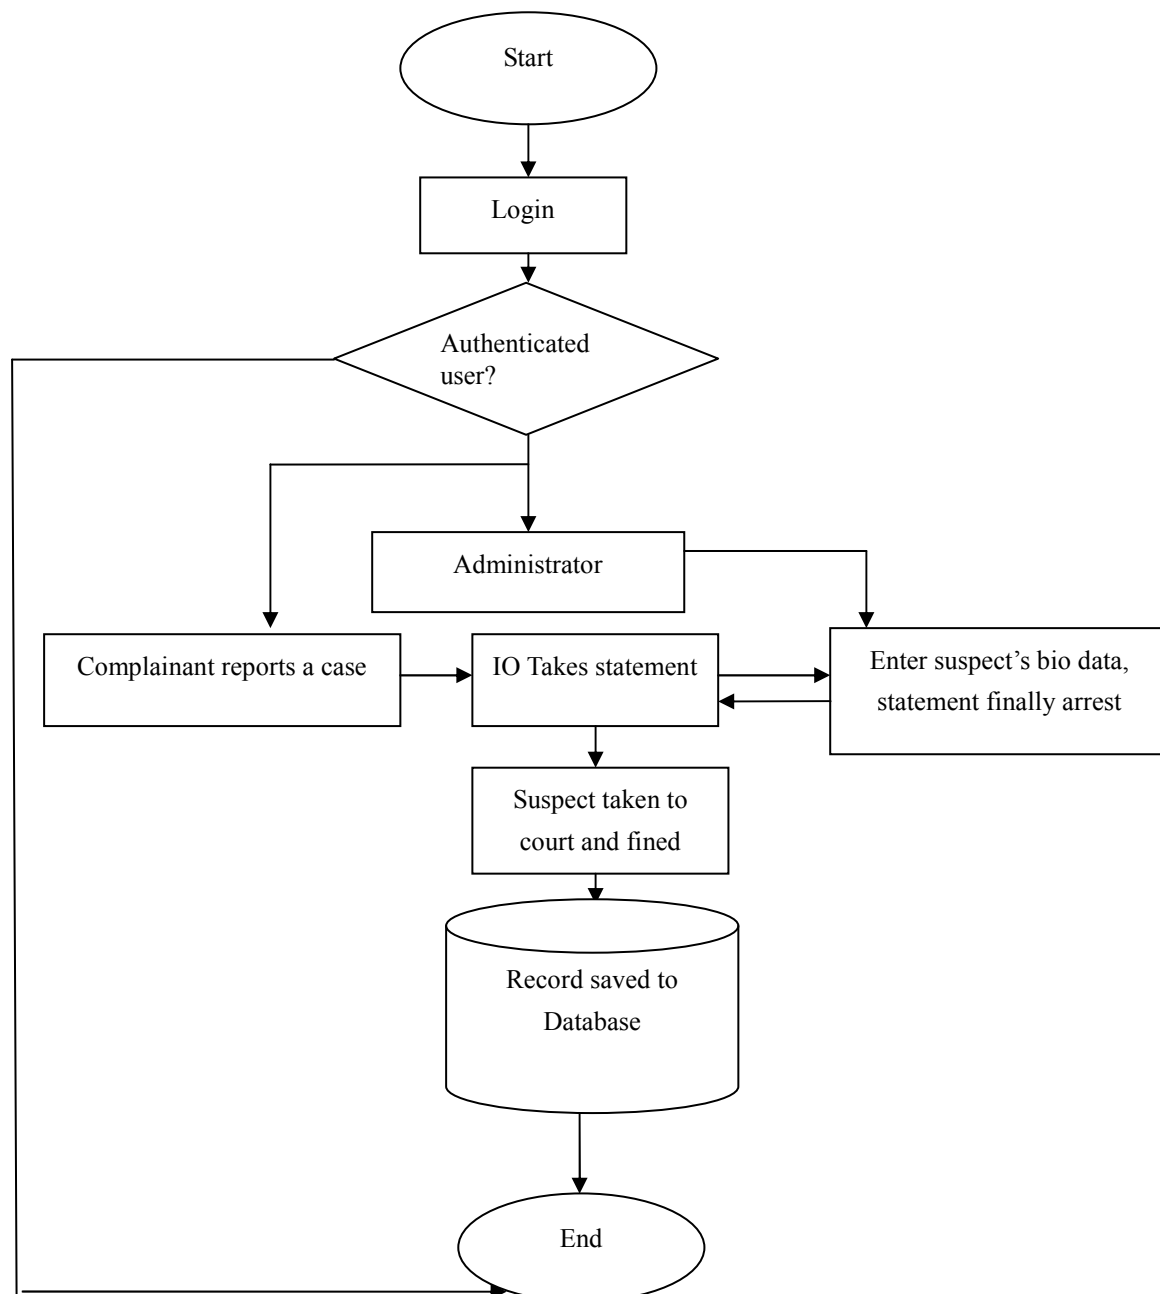 Start
Login
Authenticated
user?
Administrator
Complainant reports a case
IO Takes statement
Enter suspect’s bio data,
statement finally arrest
Suspect taken to
court and fined
Record saved to
Database
End